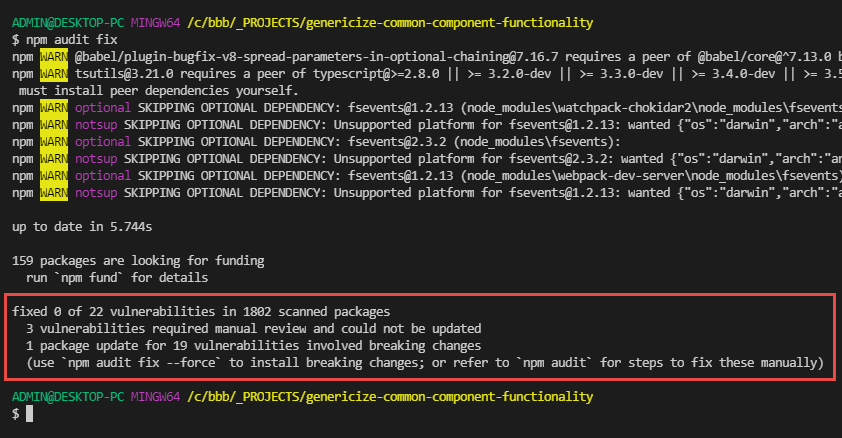 ADMIN@DESKTOP-PC MINGW64 /c/bbb/_PROJECTS/genericize-common-component-functionality
$ npm audit fix
npm WARN @babel/plugin-bugfix-v8-spread-parameters-in-optional-chaining@7.16.7 requires a peer of @babel/core@^7.13.0 b
npm WARN tsutils@3.21.0 requires a peer of typescript@>=2.8.0 || >= 3.2.0-dev || >= 3.3.0-dev || >= 3.4.0-dev || >= 3.5
 must install peer dependencies yourself.
npm WARN optional SKIPPING OPTIONAL DEPENDENCY: fsevents@1.2.13 (node_modules\watchpack-chokidar2\node_modules\fsevents
npm WARN notsup SKIPPING OPTIONAL DEPENDENCY: Unsupported platform for fsevents@1.2.13: wanted {"os":"darwin","arch":"a
npm WARN optional SKIPPING OPTIONAL DEPENDENCY: fsevents@2.3.2 (node_modules\fsevents):
npm WARN notsup SKIPPING OPTIONAL DEPENDENCY: Unsupported platform for fsevents@2.3.2: wanted {"os":"darwin","arch":"an
npm WARN optional SKIPPING OPTIONAL DEPENDENCY: fsevents@1.2.13 (node_modules\webpack-dev-server\node_modules\fsevents)
npm WARN notsup SKIPPING OPTIONAL DEPENDENCY: Unsupported platform for fsevents@1.2.13: wanted {"os":"darwin","arch":"a
up to date in 5.744s
159 packages are looking for funding
  run `npm fund` for details
fixed 0 of 22 vulnerabilities in 1802 scanned packages
  3 vulnerabilities required manual review and could not be updated
  1 package update for 19 vulnerabilities involved breaking changes
  (use `npm audit fix --force` to install breaking changes; or refer to `npm audit` for steps to fix these manually)
ADMIN@DESKTOP-PC MINGW64 /c/bbb/_PROJECTS/genericize-common-component-functionality
$